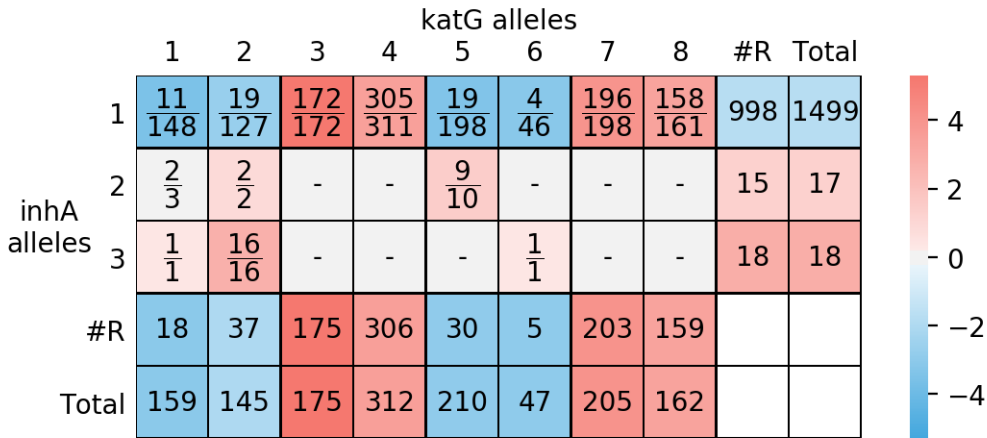 katG alleles
1 2 3 4 5 6 7 8 #R Total
1 11/148 19/127 172/172 305/311 19/198 4/46 196/198 158/161 998 1499
2 2/3 2/2 - - 9/10 - - - 15 17
inhA alleles
3 1/1 16/16 - - - 1/1 - - 18 18
#R 18 37 175 306 30 5 203 159
Total 159 145 175 312 210 47 205 162
4
2
0
−2
−4